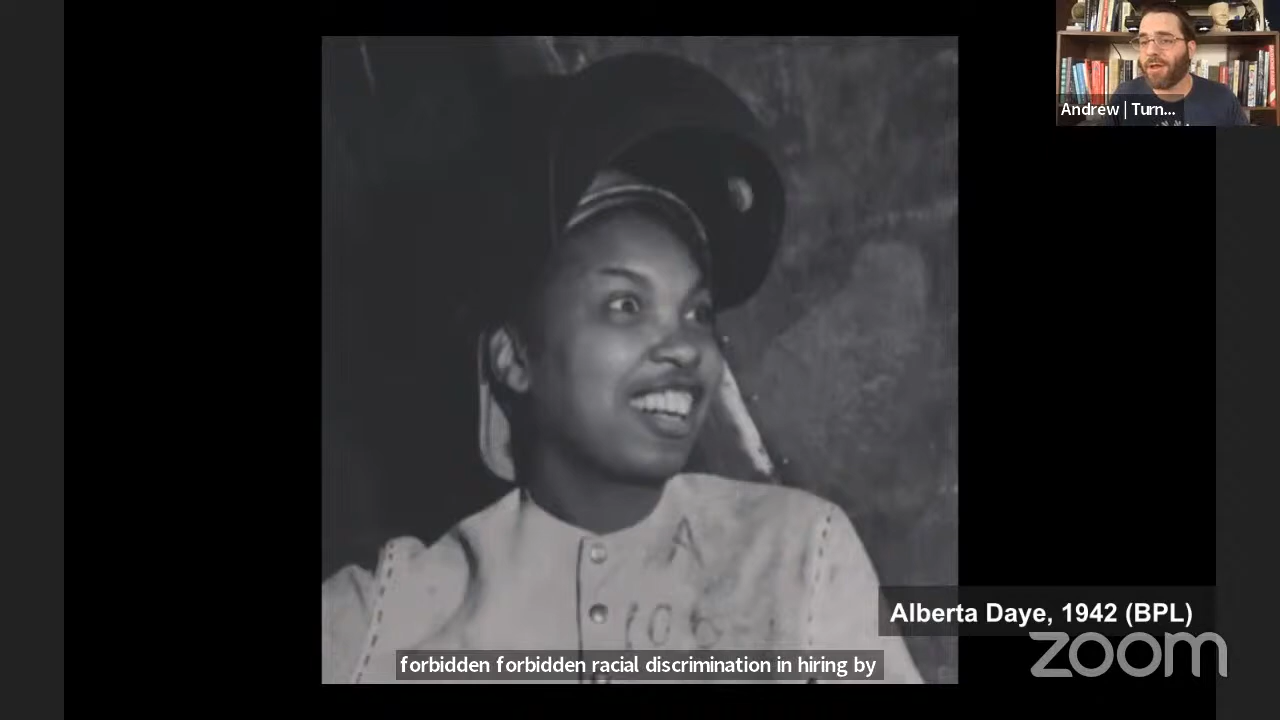 Andrew | Turn...
A
Alberta Daye, 1942 (BPL)
zoom
forbidden forbidden racial discrimination in hiring by